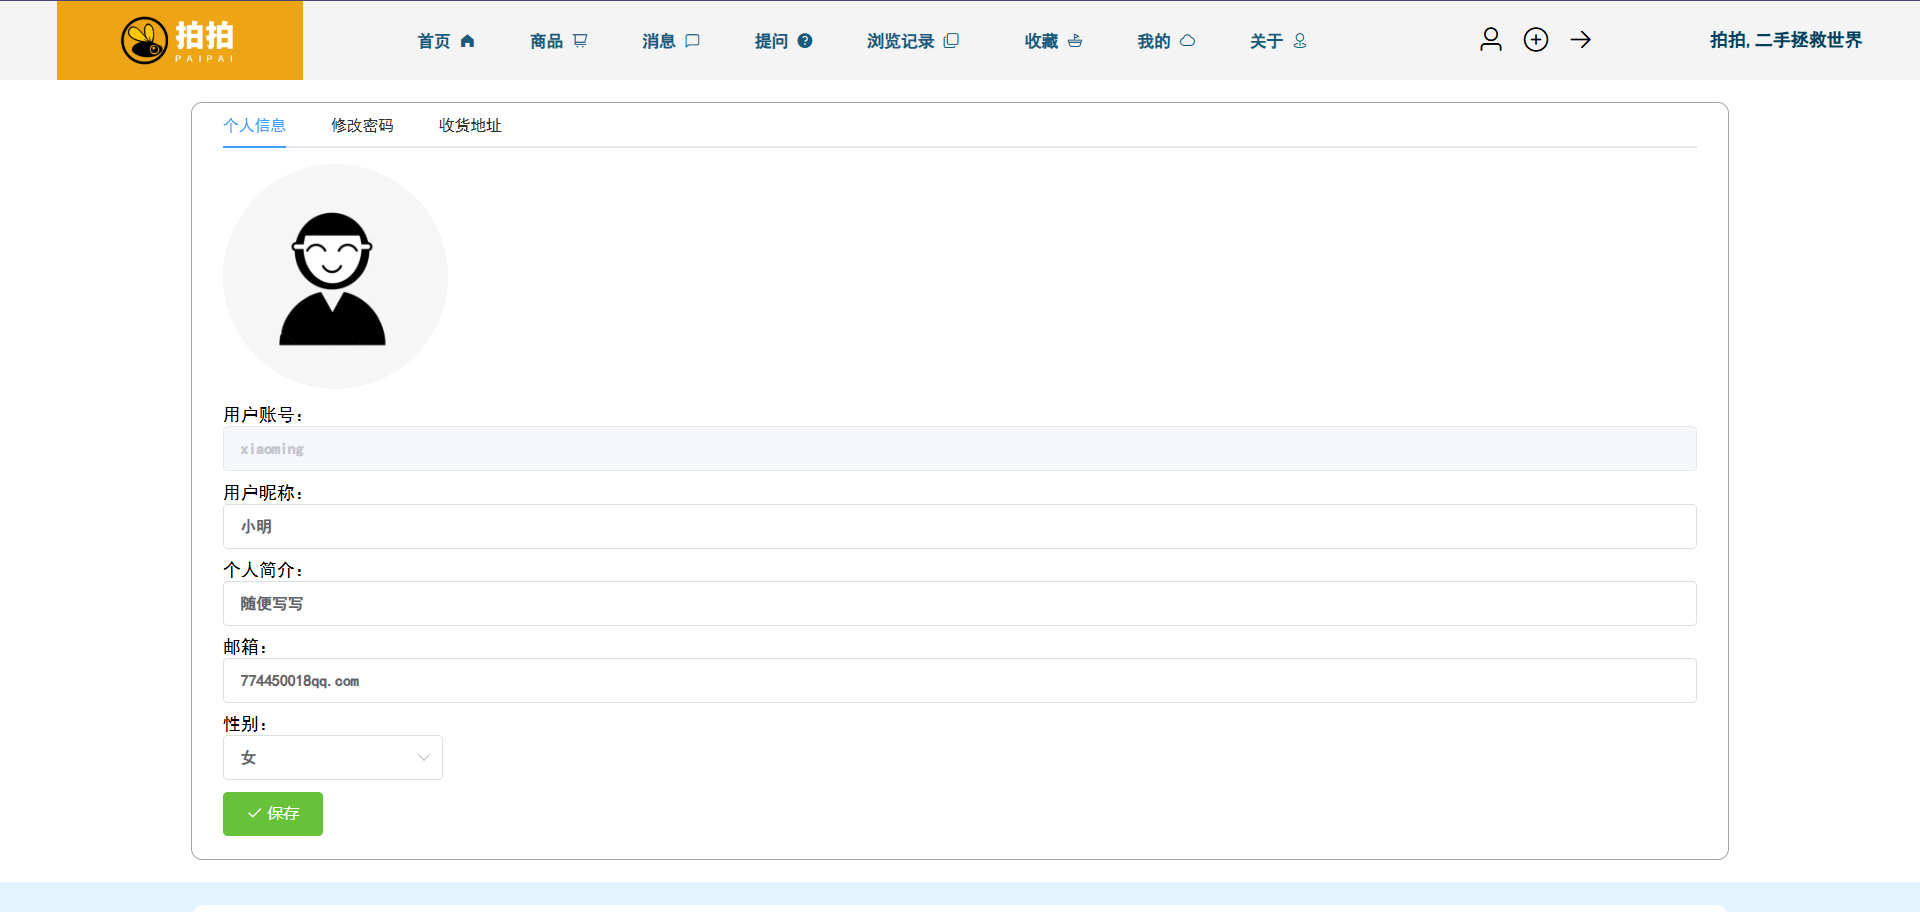 拍拍
PAIPAI
首页
商品
消息
提问
浏览记录
收藏
我的
关于
拍拍, 二手拯救世界
个人信息
修改密码
收货地址
用户账号：
xiaoming
用户昵称：
小明
个人简介：
随便写写
邮箱：
774450018qq.com
性别：
女
保存